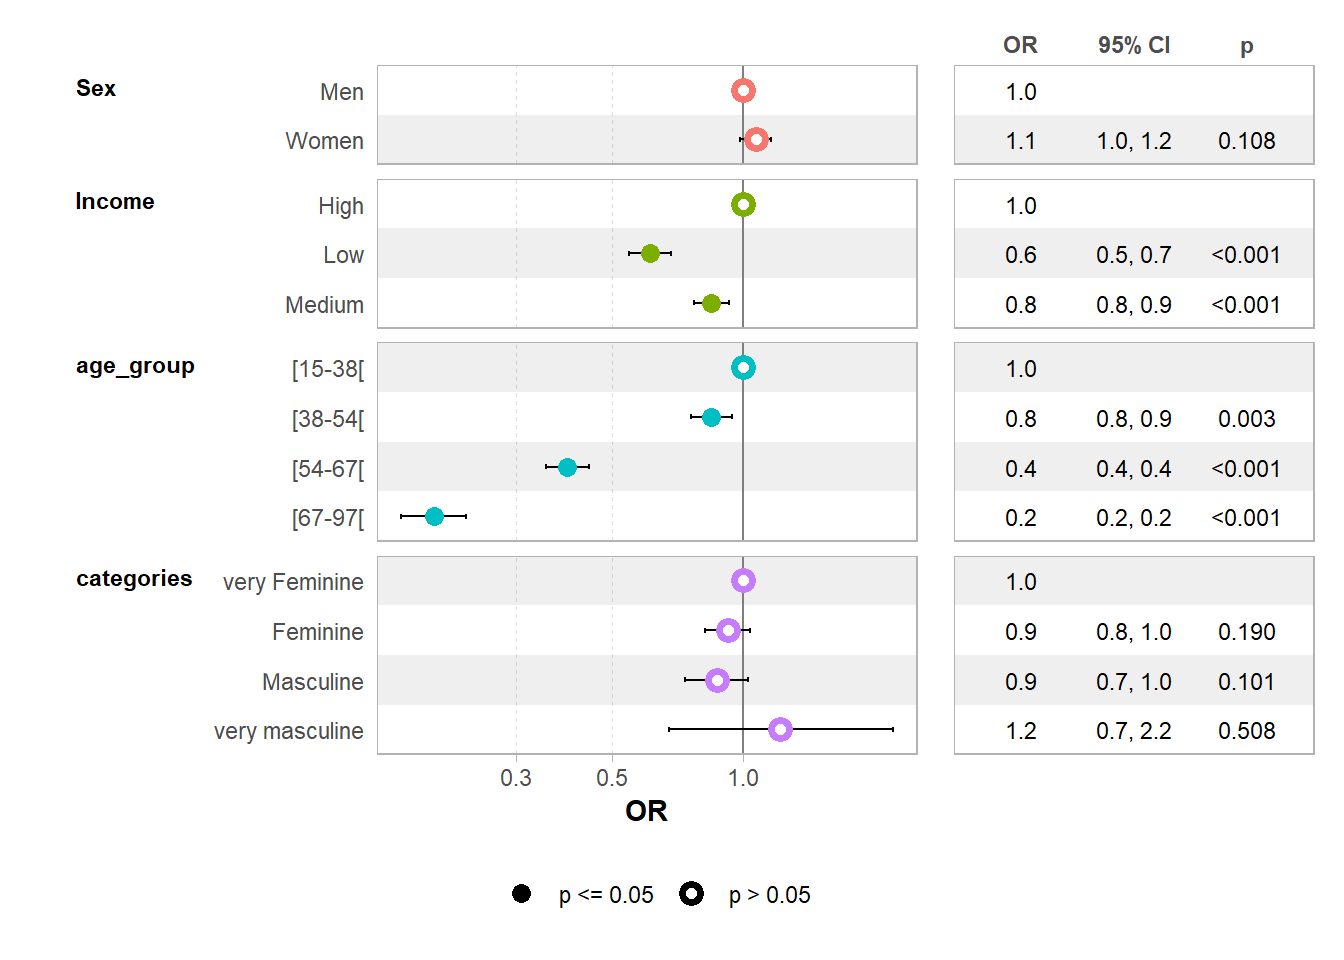 OR 95% CI p
Sex Men 1.0
Women 1.1 1.0, 1.2 0.108
Income High 1.0
Low 0.6 0.5, 0.7 <0.001
Medium 0.8 0.8, 0.9 <0.001
age_group [15-38[ 1.0
[38-54[ 0.8 0.8, 0.9 0.003
[54-67[ 0.4 0.4, 0.4 <0.001
[67-97[ 0.2 0.2, 0.2 <0.001
categories very Feminine 1.0
Feminine 0.9 0.8, 1.0 0.190
Masculine 0.9 0.7, 1.0 0.101
very masculine 1.2 0.7, 2.2 0.508
0.3 0.5 1.0
OR
p <= 0.05 p > 0.05